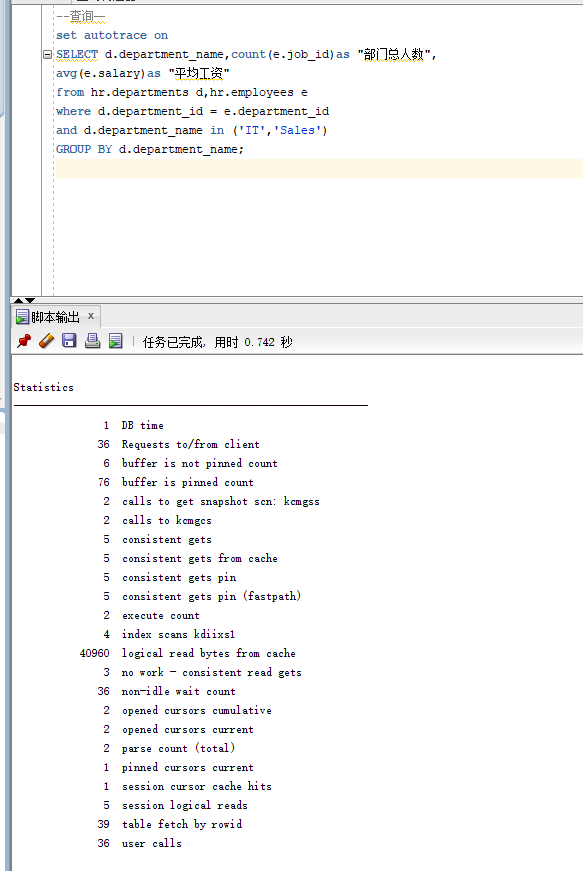 --查询一
set autotrace on
SELECT d.department_name,count(e.job_id)as "部门总人数",
avg(e.salary)as "平均工资"
from hr.departments d,hr.employees e
where d.department_id = e.department_id
and d.department_name in ('IT','Sales')
GROUP BY d.department_name;
脚本输出 x
任务已完成, 用时 0.742 秒
Statistics
-----------------------------------------------------------
1 DB time
36 Requests to/from client
6 buffer is not pinned count
76 buffer is pinned count
2 calls to get snapshot scn: kcmgss
2 calls to kcmgcs
5 consistent gets
5 consistent gets from cache
5 consistent gets pin
5 consistent gets pin (fastpath)
2 execute count
4 index scans kdiixs1
40960 logical read bytes from cache
3 no work - consistent read gets
36 non-idle wait count
2 opened cursors cumulative
2 opened cursors current
2 parse count (total)
1 pinned cursors current
1 session cursor cache hits
5 session logical reads
39 table fetch by rowid
36 user calls